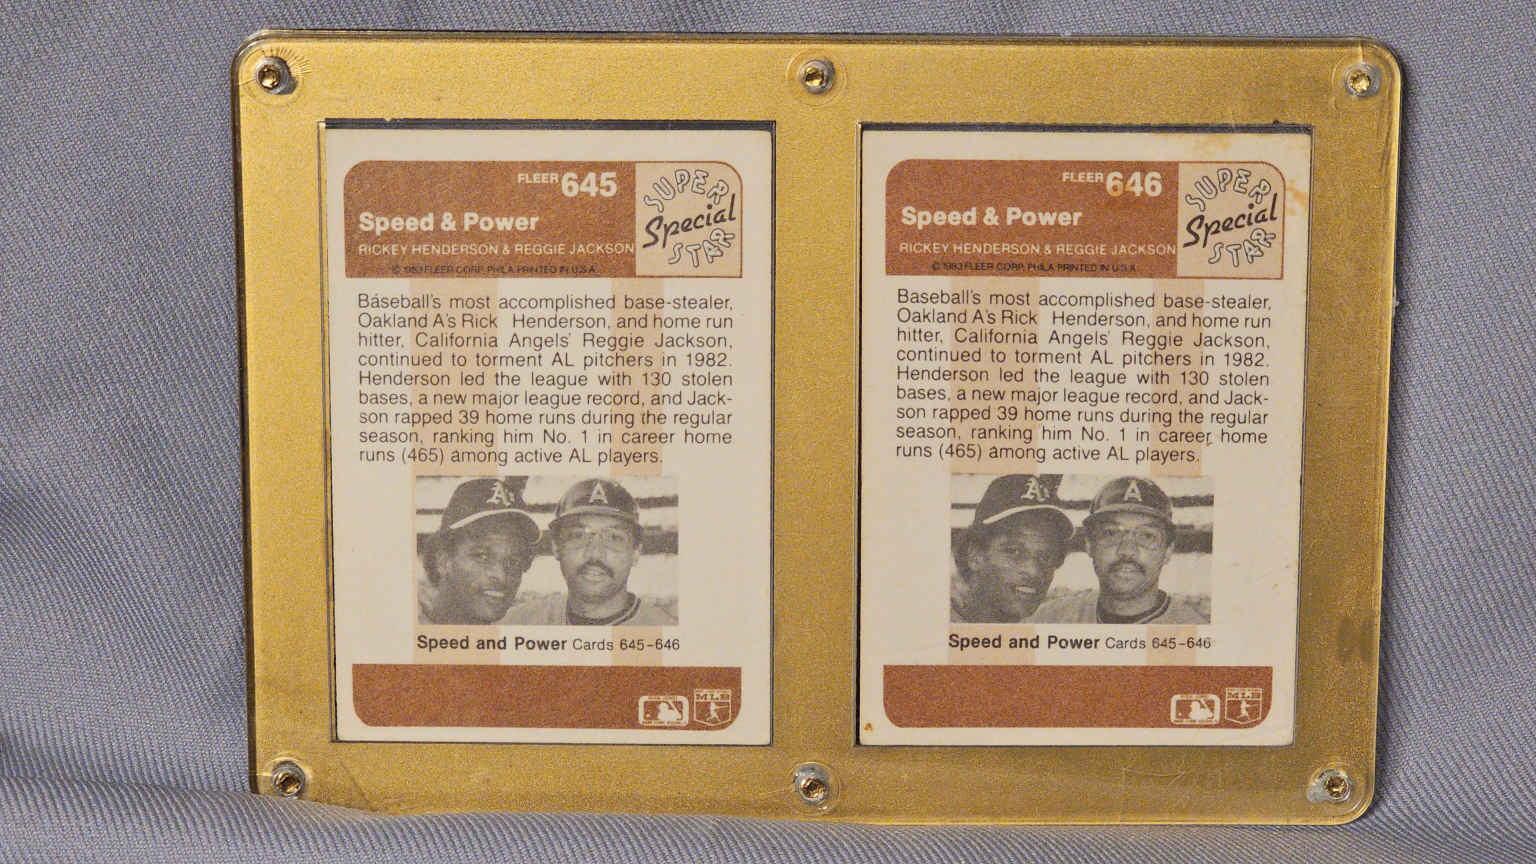 FLEER 645
SUPER Special STAR
Speed & Power
RICKEY HENDERSON & REGGIE JACKSON
© 1983 FLEER CORP. PHILA PRINTED IN U.S.A.
Baseball's most accomplished base-stealer,
Oakland A's Rick Henderson, and home run
hitter, California Angels' Reggie Jackson,
continued to torment AL pitchers in 1982.
Henderson led the league with 130 stolen
bases, a new major league record, and Jack-
son rapped 39 home runs during the regular
season, ranking him No. 1 in career home
runs (465) among active AL players.
A's
A
Speed and Power Cards 645-646
MLB
FLEER 646
SUPER Special STAR
Speed & Power
RICKEY HENDERSON & REGGIE JACKSON
© 1983 FLEER CORP. PHILA PRINTED IN U.S.A.
Baseball's most accomplished base-stealer,
Oakland A's Rick Henderson, and home run
hitter, California Angels' Reggie Jackson,
continued to torment AL pitchers in 1982.
Henderson led the league with 130 stolen
bases, a new major league record, and Jack-
son rapped 39 home runs during the regular
season, ranking him No. 1 in career home
runs (465) among active AL players.
A's
A
Speed and Power Cards 645-646
MLB